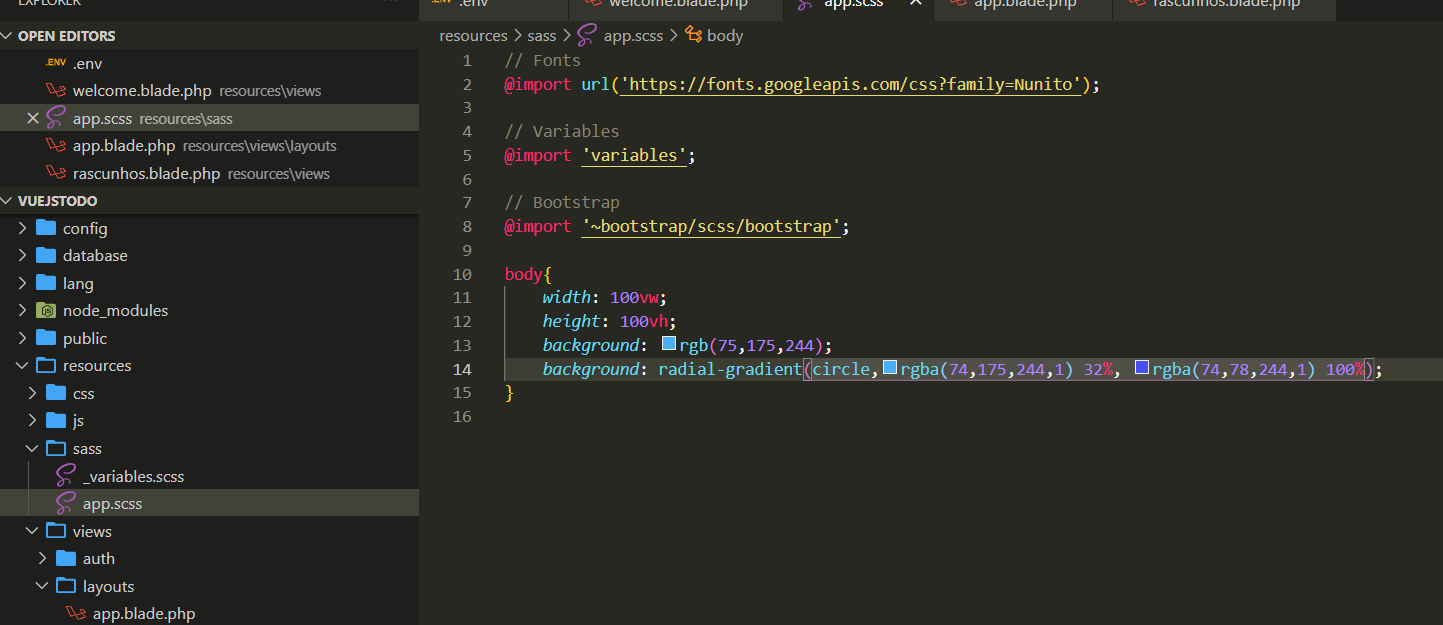 EXPLORER
OPEN EDITORS
.ENV .env
welcome.blade.php resources\views
app.scss resources\sass
app.blade.php resources\views\layouts
rascunhos.blade.php resources\views
VUEJSTODO
config
database
lang
node_modules
public
resources
css
js
sass
_variables.scss
app.scss
views
auth
layouts
app.blade.php
.ENV .env welcome.blade.php app.scss app.blade.php rascunhos.blade.php
resources > sass > app.scss > body
1 // Fonts
2 @import url('https://fonts.googleapis.com/css?family=Nunito');
3
4 // Variables
5 @import 'variables';
6
7 // Bootstrap
8 @import '~bootstrap/scss/bootstrap';
9
10 body{
11 width: 100vw;
12 height: 100vh;
13 background: rgb(75,175,244);
14 background: radial-gradient(circle,rgba(74,175,244,1) 32%, rgba(74,78,244,1) 100%);
15 }
16